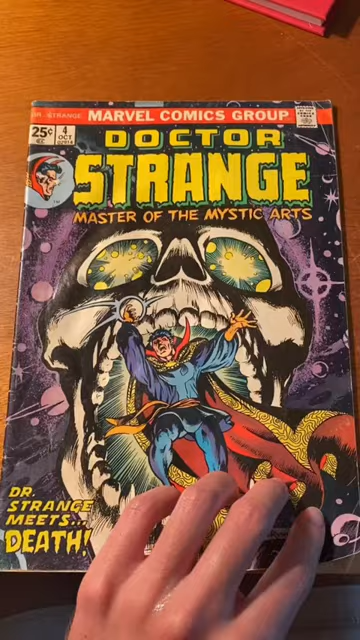 DR. STRANGE MARVEL COMICS GROUP
25¢ 4 OCT
02918
DOCTOR
STRANGE
MASTER OF THE MYSTIC ARTS
DR.
STRANGE
MEETS...
DEATH!